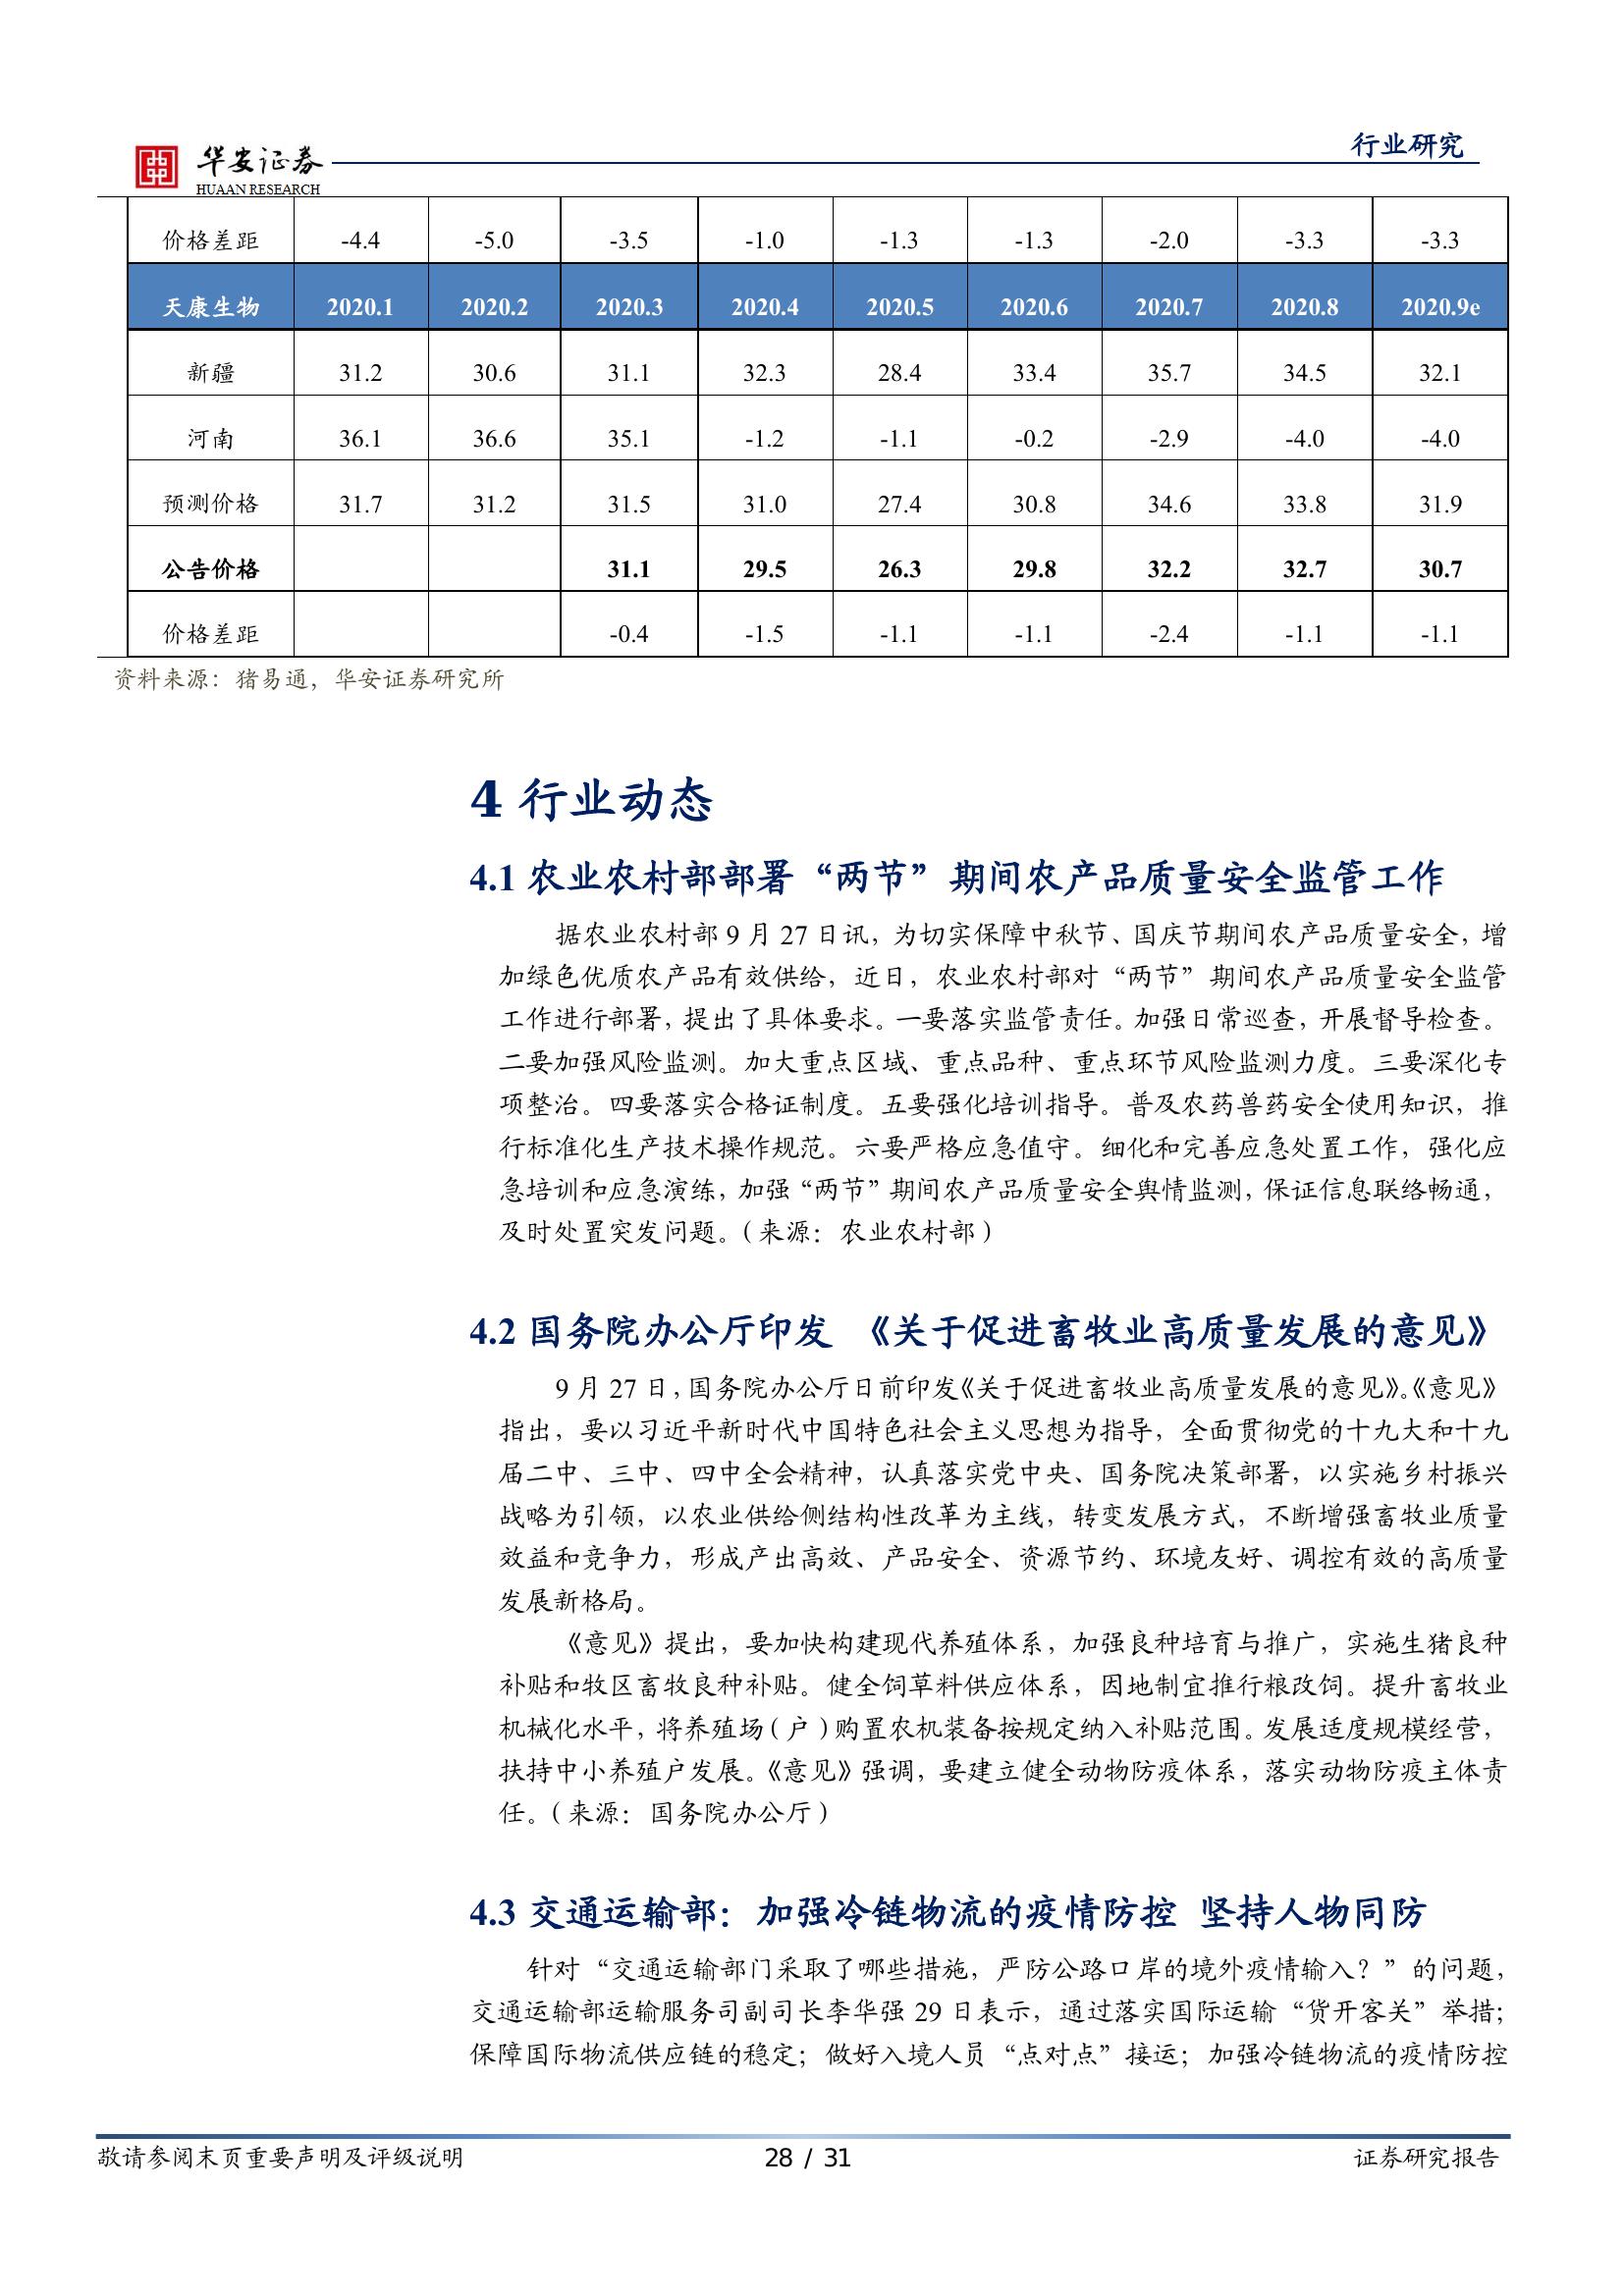 华安证券
HUAAN RESEARCH
行业研究
价格差距 -4.4 -5.0 -3.5 -1.0 -1.3 -1.3 -2.0 -3.3 -3.3
天康生物 2020.1 2020.2 2020.3 2020.4 2020.5 2020.6 2020.7 2020.8 2020.9e
新疆 31.2 30.6 31.1 32.3 28.4 33.4 35.7 34.5 32.1
河南 36.1 36.6 35.1 -1.2 -1.1 -0.2 -2.9 -4.0 -4.0
预测价格 31.7 31.2 31.5 31.0 27.4 30.8 34.6 33.8 31.9
公告价格 31.1 29.5 26.3 29.8 32.2 32.7 30.7
价格差距 -0.4 -1.5 -1.1 -1.1 -2.4 -1.1 -1.1
资料来源：猪易通，华安证券研究所
4 行业动态
4.1 农业农村部部署“两节”期间农产品质量安全监管工作
据农业农村部 9 月 27 日讯，为切实保障中秋节、国庆节期间农产品质量安全，增
加绿色优质农产品有效供给，近日，农业农村部对“两节”期间农产品质量安全监管
工作进行部署，提出了具体要求。一要落实监管责任。加强日常巡查，开展督导检查。
二要加强风险监测。加大重点区域、重点品种、重点环节风险监测力度。三要深化专
项整治。四要落实合格证制度。五要强化培训指导。普及农药兽药安全使用知识，推
行标准化生产技术操作规范。六要严格应急值守。细化和完善应急处置工作，强化应
急培训和应急演练，加强“两节”期间农产品质量安全舆情监测，保证信息联络畅通，
及时处置突发问题。（来源：农业农村部）
4.2 国务院办公厅印发 《关于促进畜牧业高质量发展的意见》
9 月 27 日，国务院办公厅日前印发《关于促进畜牧业高质量发展的意见》。《意见》
指出，要以习近平新时代中国特色社会主义思想为指导，全面贯彻党的十九大和十九
届二中、三中、四中全会精神，认真落实党中央、国务院决策部署，以实施乡村振兴
战略为引领，以农业供给侧结构性改革为主线，转变发展方式，不断增强畜牧业质量
效益和竞争力，形成产出高效、产品安全、资源节约、环境友好、调控有效的高质量
发展新格局。
《意见》提出，要加快构建现代养殖体系，加强良种培育与推广，实施生猪良种
补贴和牧区畜牧良种补贴。健全饲草料供应体系，因地制宜推行粮改饲。提升畜牧业
机械化水平，将养殖场（户）购置农机装备按规定纳入补贴范围。发展适度规模经营，
扶持中小养殖户发展。《意见》强调，要建立健全动物防疫体系，落实动物防疫主体责
任。（来源：国务院办公厅）
4.3 交通运输部：加强冷链物流的疫情防控 坚持人物同防
针对“交通运输部门采取了哪些措施，严防公路口岸的境外疫情输入？”的问题，
交通运输部运输服务司副司长李华强 29 日表示，通过落实国际运输“货开客关”举措；
保障国际物流供应链的稳定；做好入境人员“点对点”接运；加强冷链物流的疫情防控
敬请参阅末页重要声明及评级说明 28 / 31 证券研究报告